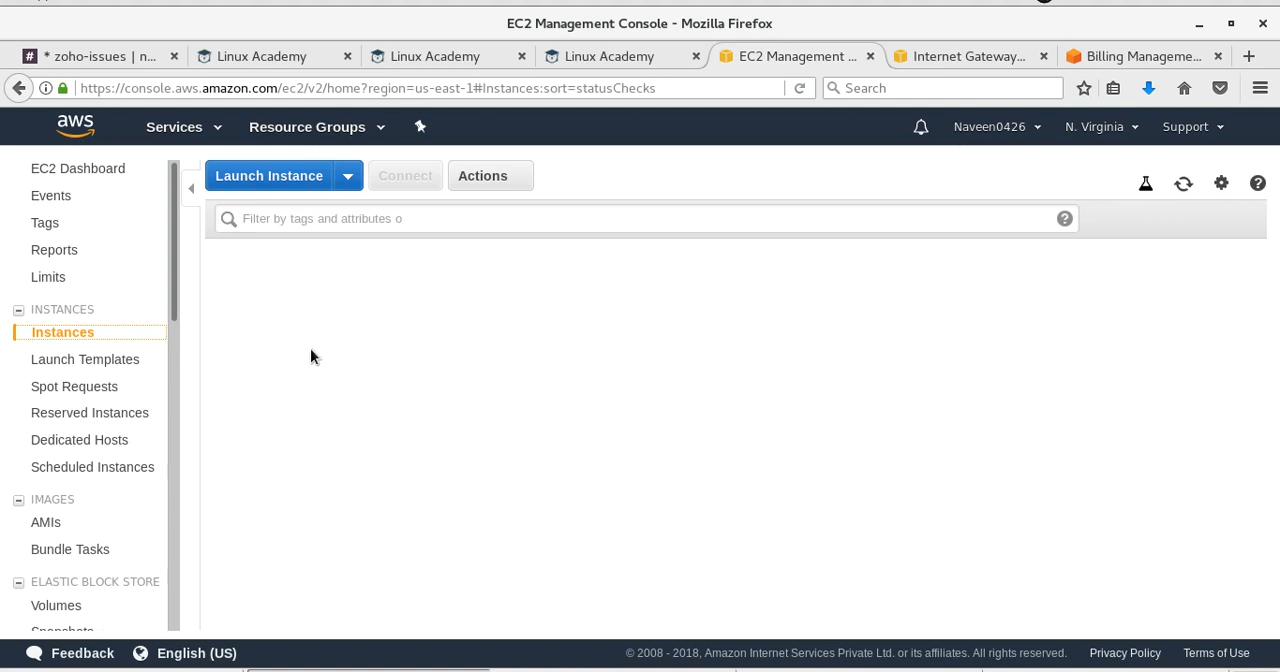 EC2 Management Console - Mozilla Firefox
# * zoho-issues | n...
Linux Academy
Linux Academy
Linux Academy
EC2 Management ...
Internet Gateway...
Billing Manageme...
https://console.aws.amazon.com/ec2/v2/home?region=us-east-1#Instances:sort=statusChecks
Search
aws
Services
Resource Groups
Naveen0426
N. Virginia
Support
EC2 Dashboard
Events
Tags
Reports
Limits
INSTANCES
Instances
Launch Templates
Spot Requests
Reserved Instances
Dedicated Hosts
Scheduled Instances
IMAGES
AMIs
Bundle Tasks
ELASTIC BLOCK STORE
Volumes
Launch Instance
Connect
Actions
Filter by tags and attributes o
Feedback
English (US)
© 2008 - 2018, Amazon Internet Services Private Ltd. or its affiliates. All rights reserved.
Privacy Policy
Terms of Use